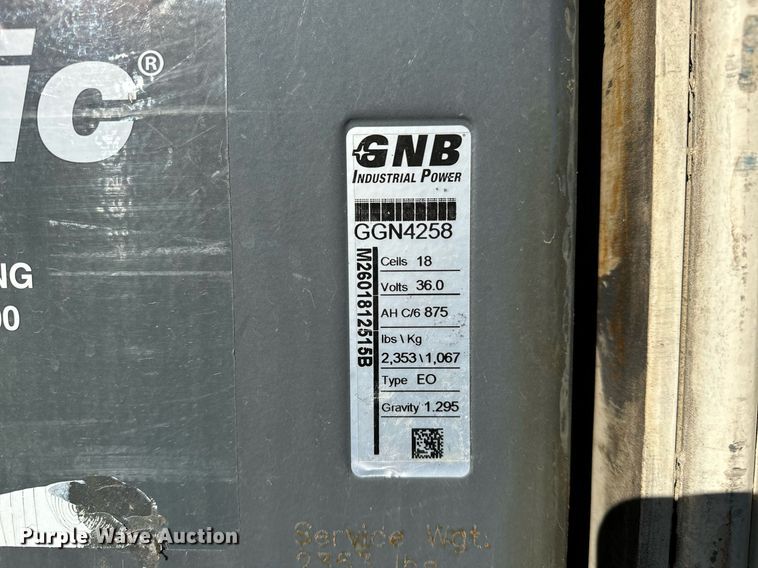 ic®
NG
00
GNB
INDUSTRIAL POWER
GGN4258
M2601812515B
Cells 18
Volts 36.0
AH C/6 875
lbs \ Kg
2,353\1,067
Type EO
Gravity 1.295
Service Wgt.
Purple Wave Auction